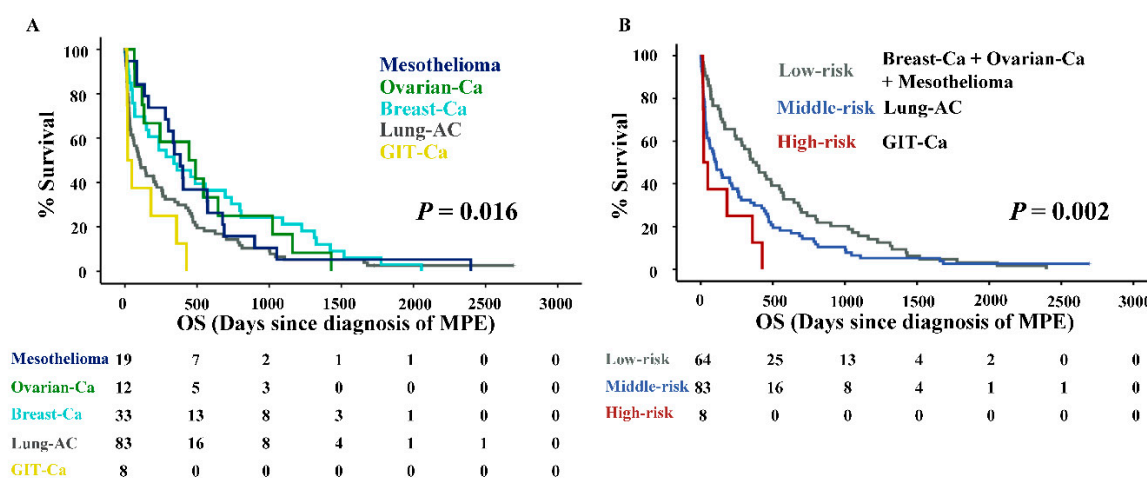 A
% Survival
100
80
60
40
20
0
Mesothelioma
Ovarian-Ca
Breast-Ca
Lung-AC
GIT-Ca
P = 0.016
0 500 1000 1500 2000 2500 3000
OS (Days since diagnosis of MPE)
Mesothelioma 19 7 2 1 1 0 0
Ovarian-Ca 12 5 3 0 0 0 0
Breast-Ca 33 13 8 3 1 0 0
Lung-AC 83 16 8 4 1 1 0
GIT-Ca 8 0 0 0 0 0 0
B
% Survival
100
80
60
40
20
0
Low-risk Breast-Ca + Ovarian-Ca
+ Mesothelioma
Middle-risk Lung-AC
High-risk GIT-Ca
P = 0.002
0 500 1000 1500 2000 2500 3000
OS (Days since diagnosis of MPE)
Low-risk 64 25 13 4 2 0 0
Middle-risk 83 16 8 4 1 1 0
High-risk 8 0 0 0 0 0 0